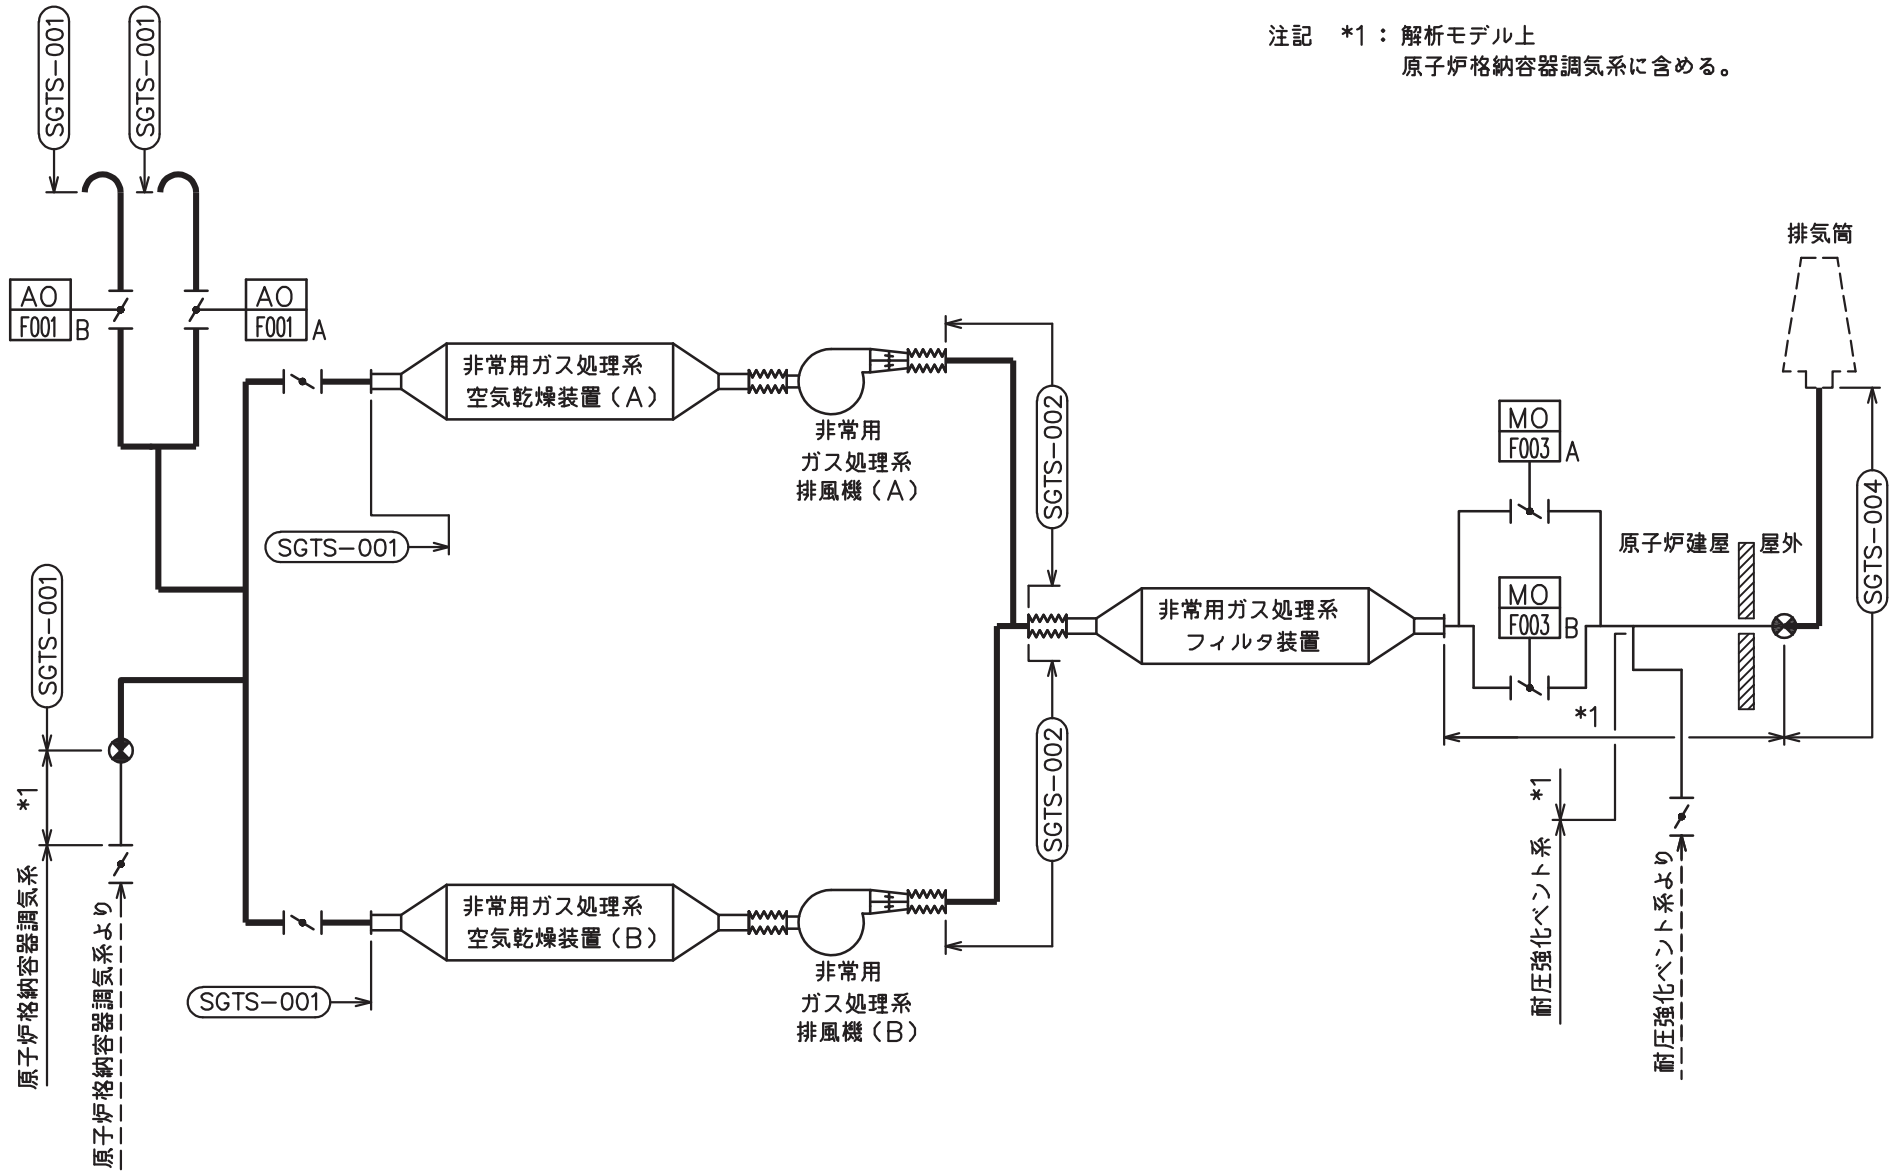 注記 *1 : 解析モデル上
原子炉格納容器調気系に含める。
SGTS-001
SGTS-001
排気筒
AO
F001
B
AO
F001
A
非常用ガス処理系
空気乾燥装置(A)
非常用
ガス処理系
排風機(A)
SGTS-002
MO
F003
A
SGTS-004
SGTS-001
原子炉建屋
屋外
SGTS-001
MO
F003
B
非常用ガス処理系
フィルタ装置
*1
SGTS-002
*1
*1
原子炉格納容器調気系
原子炉格納容器調気系より
耐圧強化ベント系
耐圧強化ベント系より
非常用ガス処理系
空気乾燥装置(B)
非常用
ガス処理系
排風機(B)
SGTS-001